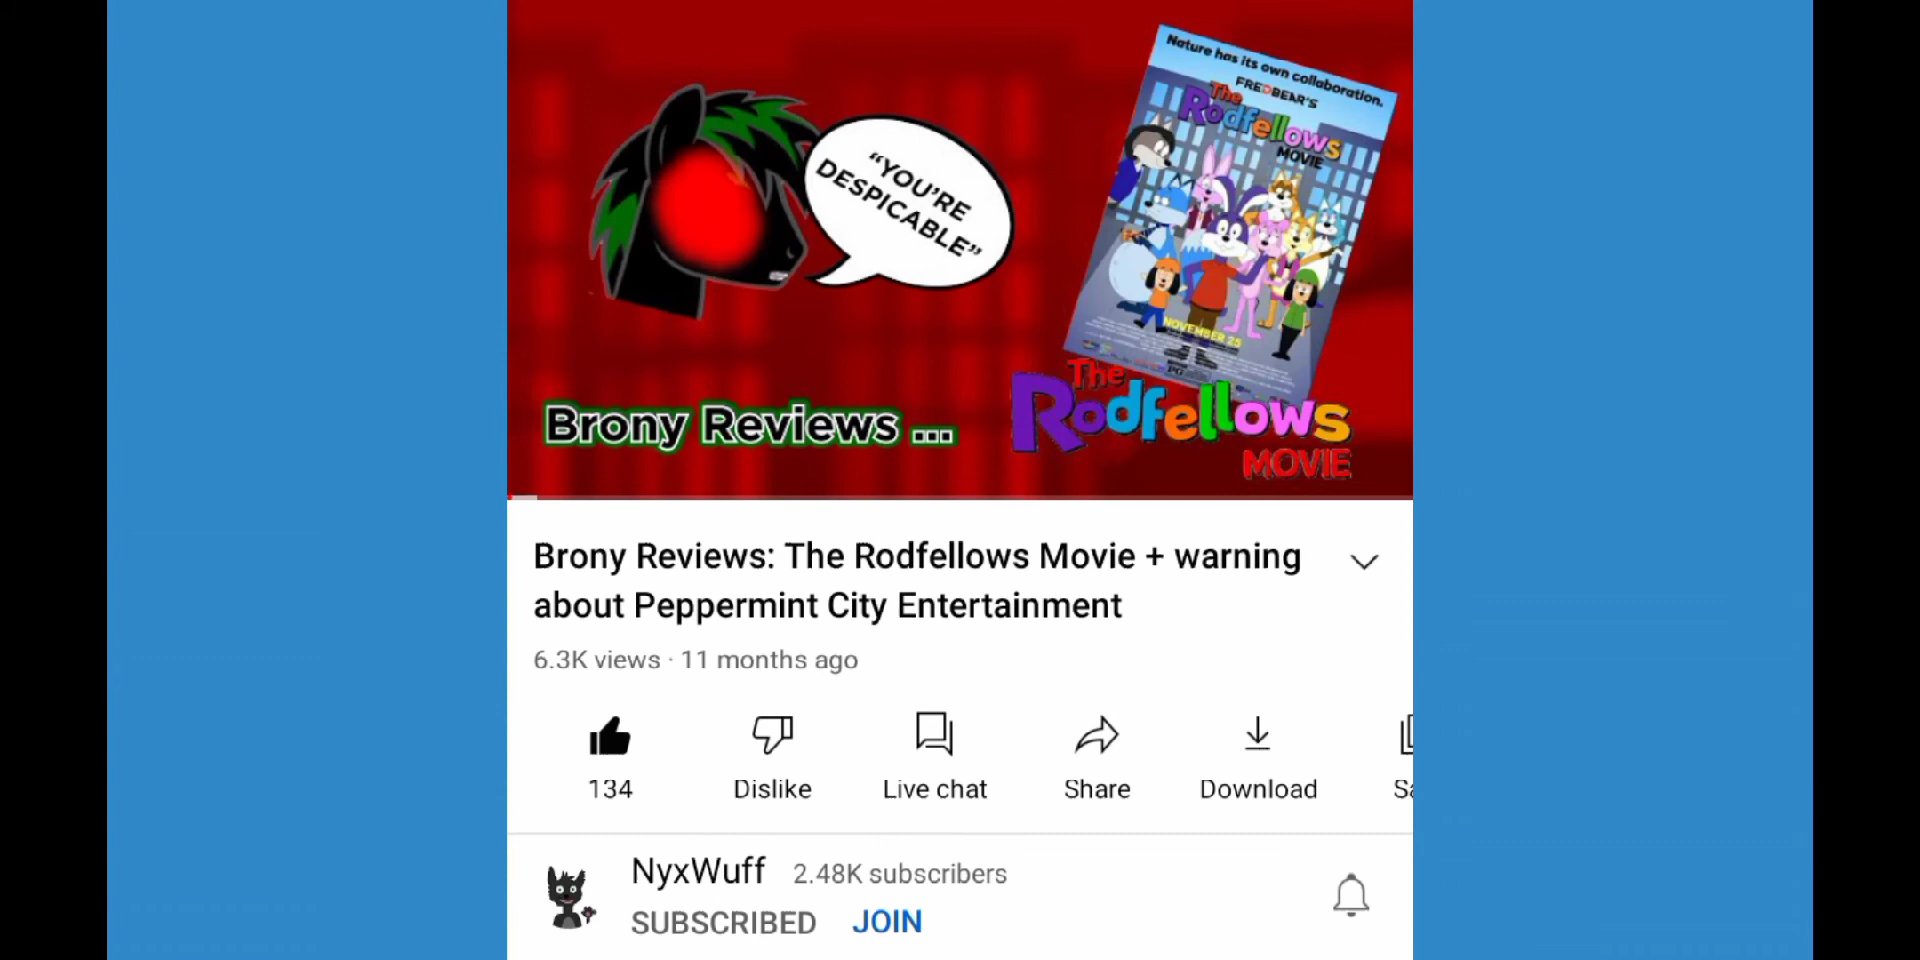 Nature has its own collaboration.
FREDBEAR'S
The
Rodfellows
MOVIE
"YOU'RE
DESPICABLE"
NOVEMBER 25
PG
Brony Reviews ...
The
Rodfellows
MOVIE
Brony Reviews: The Rodfellows Movie + warning
about Peppermint City Entertainment
6.3K views · 11 months ago
134
Dislike
Live chat
Share
Download
Sa
NyxWuff 2.48K subscribers
SUBSCRIBED JOIN